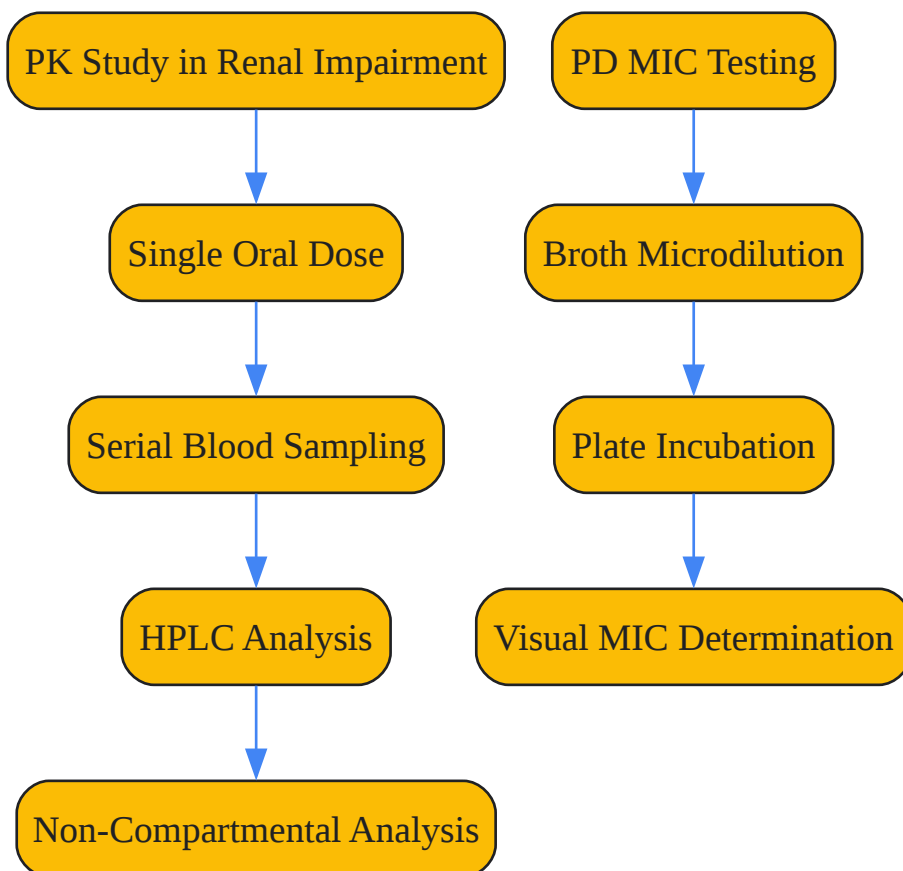 PK Study in Renal Impairment
Single Oral Dose
Serial Blood Sampling
HPLC Analysis
Non-Compartmental Analysis
PD MIC Testing
Broth Microdilution
Plate Incubation
Visual MIC Determination